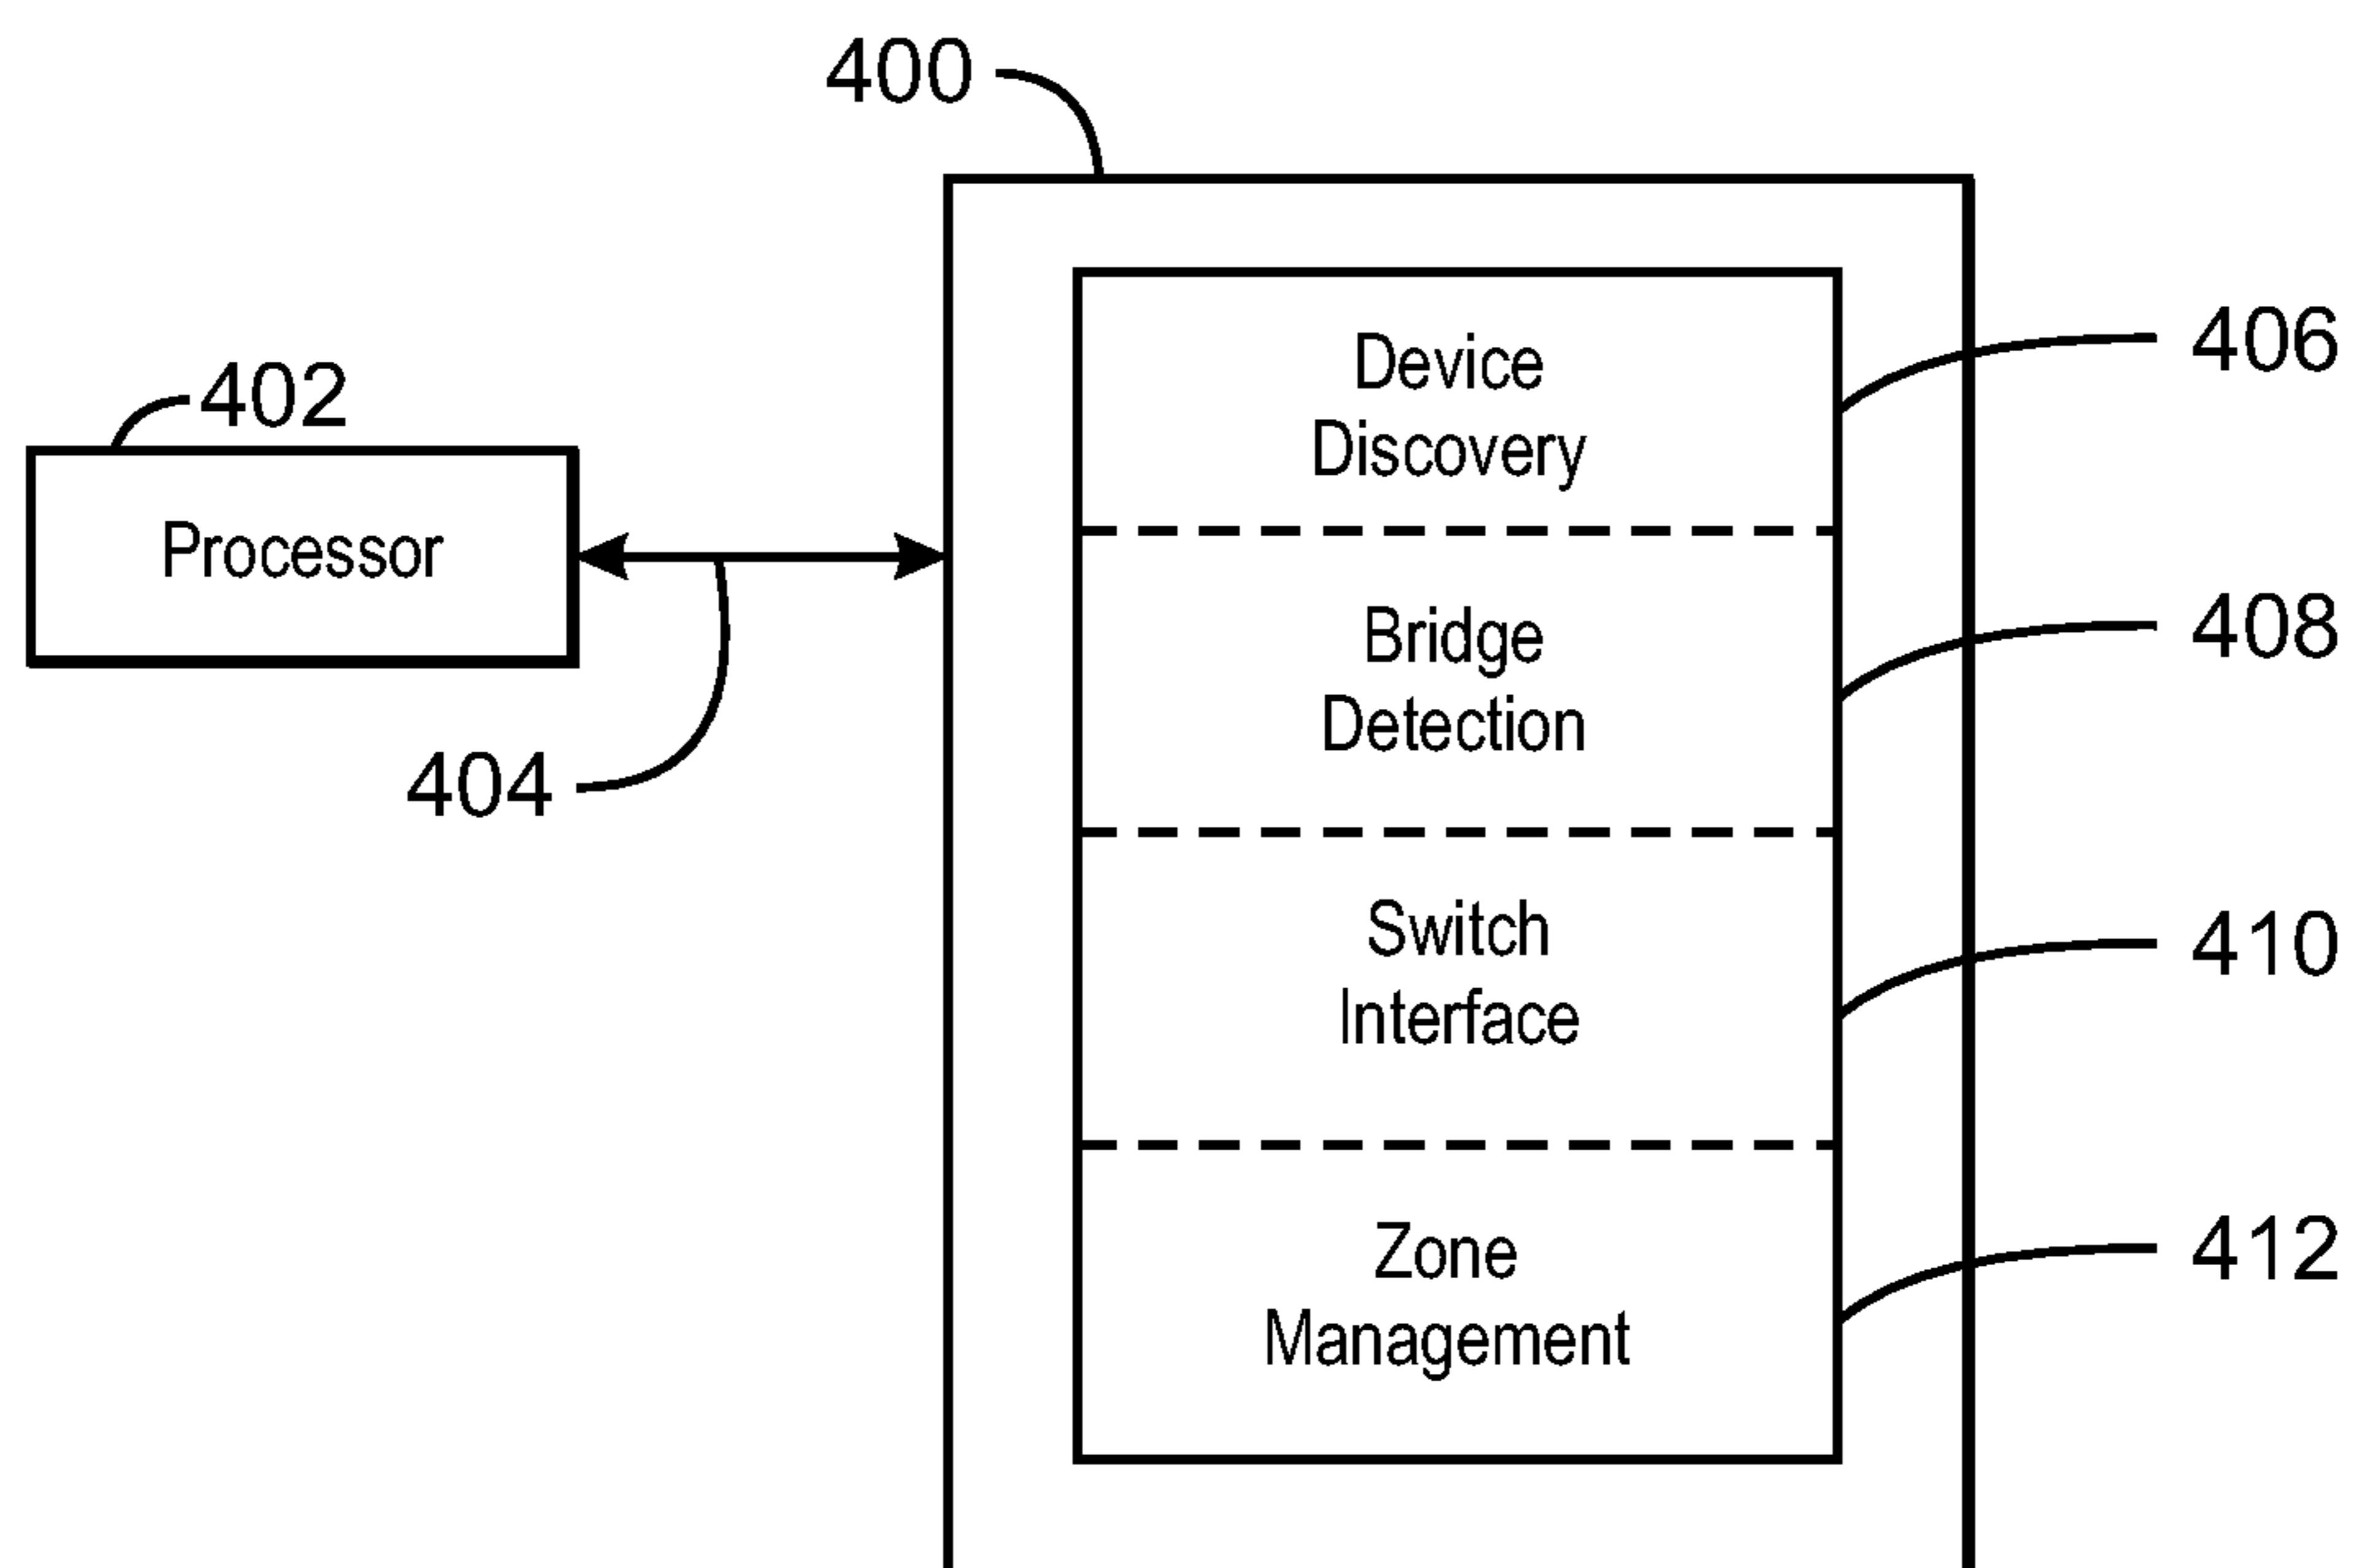 400
402
Processor
404
Device
Discovery
406
Bridge
Detection
408
Switch
Interface
410
Zone
Management
412